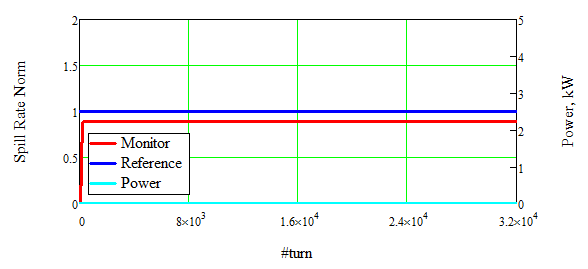 2
1.5
1
0.5
0
5
4
3
2
1
0
Spill Rate Norm
Power, kW
Monitor
Reference
Power
0
8×10³
1.6×10⁴
2.4×10⁴
3.2×10⁴
#turn